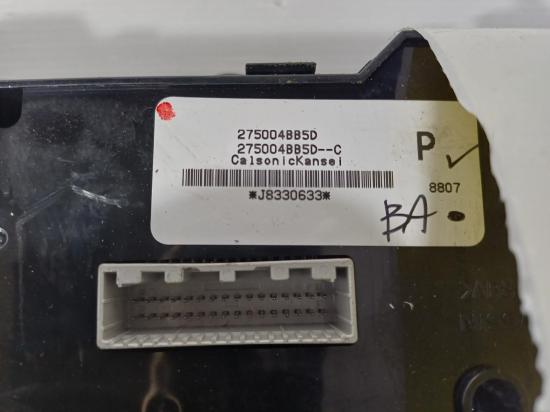 275004BB5D
275004BB5D--C
CalsonicKansei
P
*J8330633*
8807
BA